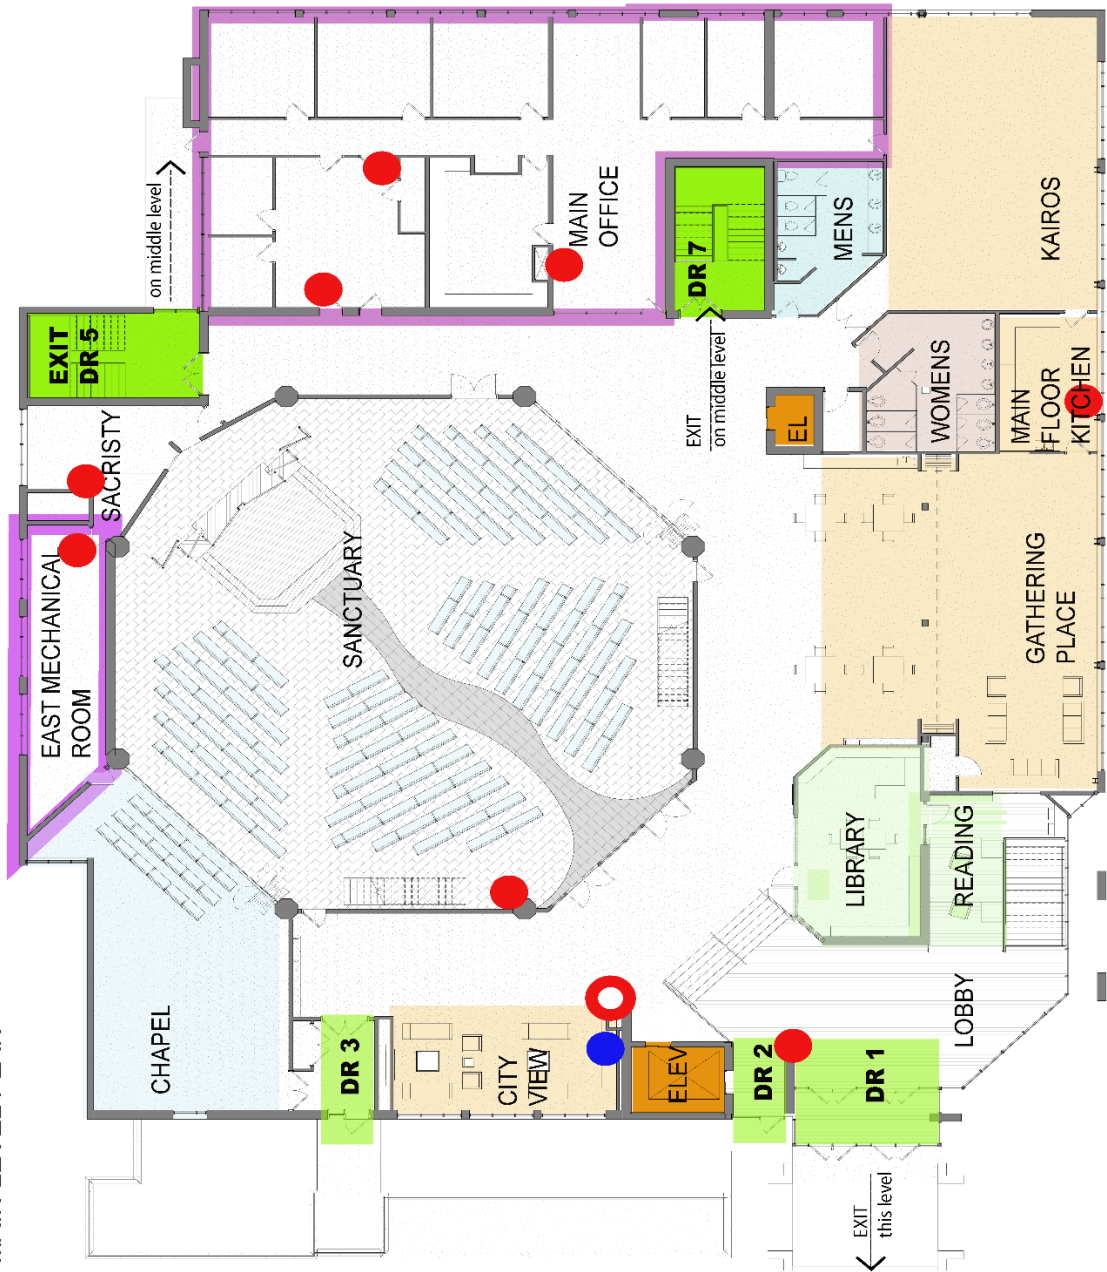 on middle level
EXIT
DR 5
MAIN
OFFICE
DR 7
MENS
KAIROS
EXIT
on middle level
EL
WOMENS
MAIN
FLOOR
KITCHEN
SACRISTY
EAST MECHANICAL
ROOM
SANCTUARY
GATHERING
PLACE
LIBRARY
READING
CHAPEL
LOBBY
DR 3
CITY
VIEW
ELEV
DR 2
DR 1
EXIT
this level